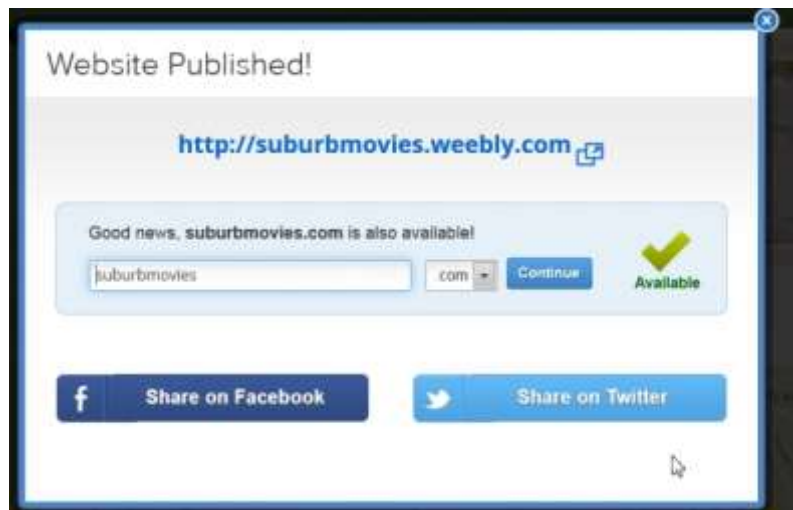 Website Published!
http://suburbmovies.weebly.com
Good news, suburbmovies.com is also available!
suburbmovies
com
Continue
Available
Share on Facebook
Share on Twitter